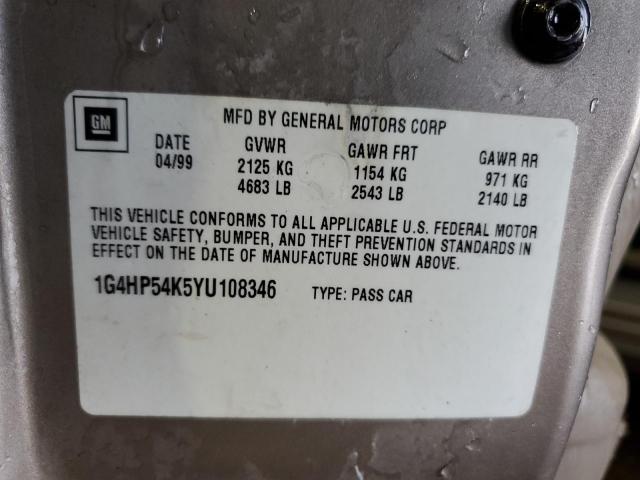 GM
MFD BY GENERAL MOTORS CORP
DATE GVWR GAWR FRT GAWR RR
04/99 2125 KG 1154 KG 971 KG
4683 LB 2543 LB 2140 LB
THIS VEHICLE CONFORMS TO ALL APPLICABLE U.S. FEDERAL MOTOR
VEHICLE SAFETY, BUMPER, AND THEFT PREVENTION STANDARDS IN
EFFECT ON THE DATE OF MANUFACTURE SHOWN ABOVE.
1G4HP54K5YU108346 TYPE: PASS CAR